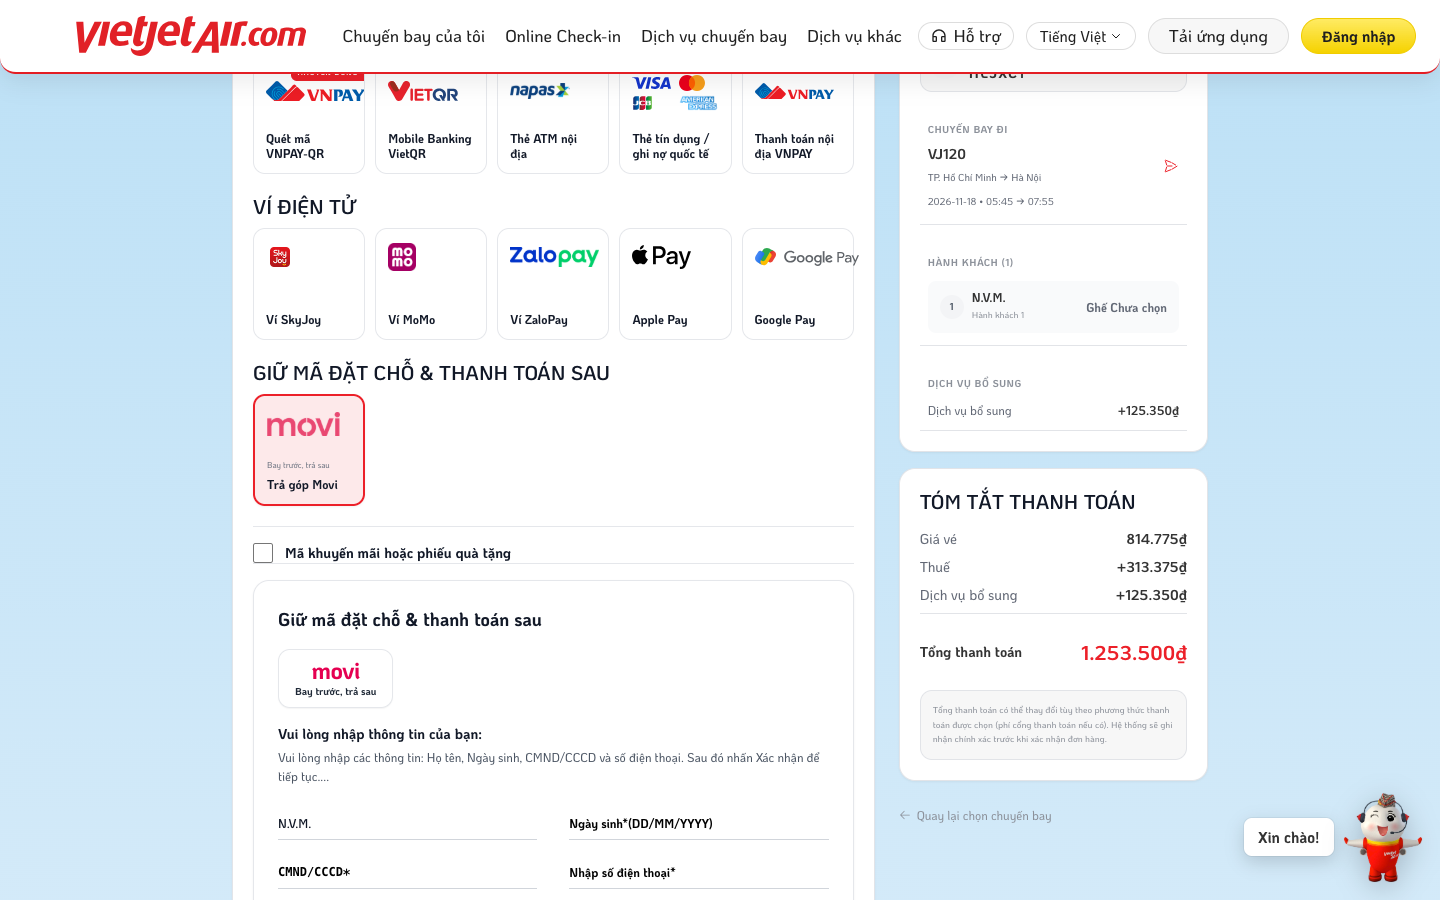 vietjetAir.com
Chuyến bay của tôi
Online Check-in
Dịch vụ chuyến bay
Dịch vụ khác
Hỗ trợ
Tiếng Việt
Tải ứng dụng
Đăng nhập
VNPAY
Quét mã
VNPAY-QR
VIETQR
Mobile Banking
VietQR
napas
Thẻ ATM nội
địa
VISA
JCB
AMERICAN
EXPRESS
Thẻ tín dụng /
ghi nợ quốc tế
VNPAY
Thanh toán nội
địa VNPAY
VÍ ĐIỆN TỬ
Sky
Joy
Ví SkyJoy
mo
mo
Ví MoMo
Zalopay
Ví ZaloPay
Pay
Apple Pay
Google Pay
Google Pay
GIỮ MÃ ĐẶT CHỖ & THANH TOÁN SAU
movi
Bay trước, trả sau
Trả góp Movi
Mã khuyến mãi hoặc phiếu quà tặng
Giữ mã đặt chỗ & thanh toán sau
movi
Bay trước, trả sau
Vui lòng nhập thông tin của bạn:
Vui lòng nhập các thông tin: Họ tên, Ngày sinh, CMND/CCCD và số điện thoại. Sau đó nhấn Xác nhận để
tiếp tục....
N.V.M.
Ngày sinh*(DD/MM/YYYY)
CMND/CCCD*
Nhập số điện thoại*
CHUYẾN BAY ĐI
VJ120
TP. Hồ Chí Minh → Hà Nội
2026-11-18 • 05:45 → 07:55
HÀNH KHÁCH (1)
1
N.V.M.
Hành khách 1
Ghế Chưa chọn
DỊCH VỤ BỔ SUNG
Dịch vụ bổ sung
+125.350₫
TÓM TẮT THANH TOÁN
Giá vé
814.775₫
Thuế
+313.375₫
Dịch vụ bổ sung
+125.350₫
Tổng thanh toán
1.253.500₫
Tổng thanh toán có thể thay đổi tùy theo phương thức thanh
toán được chọn (phí cổng thanh toán nếu có). Hệ thống sẽ ghi
nhận chính xác trước khi xác nhận đơn hàng.
← Quay lại chọn chuyến bay
Xin chào!